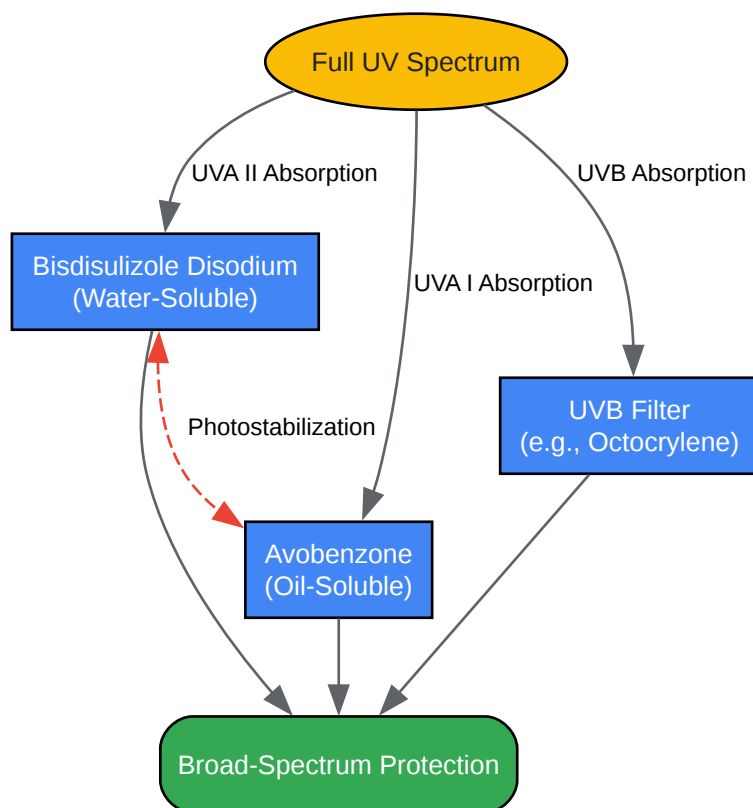 Full UV Spectrum
UVA II Absorption
UVB Absorption
Bisdisulizole Disodium
(Water-Soluble)
UVA I Absorption
UVB Filter
(e.g., Octocrylene)
Photostabilization
Avobenzone
(Oil-Soluble)
Broad-Spectrum Protection